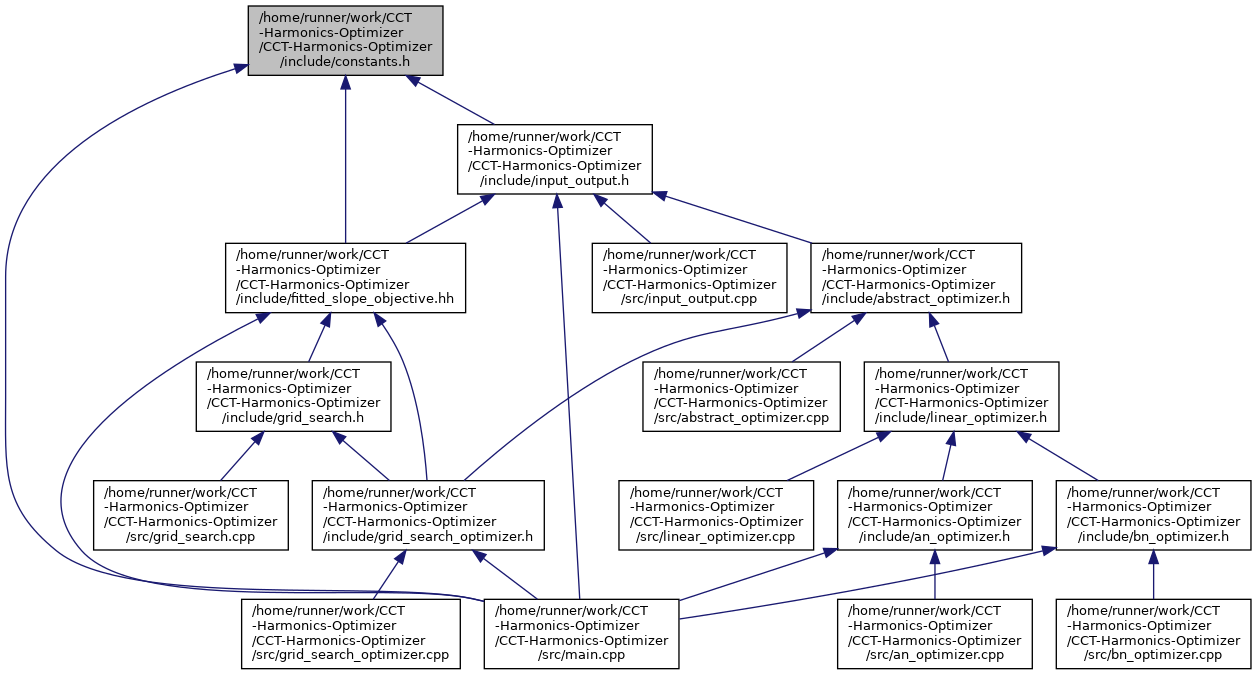 /home/runner/work/CCT
-Harmonics-Optimizer
/CCT-Harmonics-Optimizer
/include/constants.h
/home/runner/work/CCT
-Harmonics-Optimizer
/CCT-Harmonics-Optimizer
/include/input_output.h
/home/runner/work/CCT
-Harmonics-Optimizer
/CCT-Harmonics-Optimizer
/include/fitted_slope_objective.hh
/home/runner/work/CCT
-Harmonics-Optimizer
/CCT-Harmonics-Optimizer
/src/input_output.cpp
/home/runner/work/CCT
-Harmonics-Optimizer
/CCT-Harmonics-Optimizer
/include/abstract_optimizer.h
/home/runner/work/CCT
-Harmonics-Optimizer
/CCT-Harmonics-Optimizer
/include/grid_search.h
/home/runner/work/CCT
-Harmonics-Optimizer
/CCT-Harmonics-Optimizer
/src/abstract_optimizer.cpp
/home/runner/work/CCT
-Harmonics-Optimizer
/CCT-Harmonics-Optimizer
/include/linear_optimizer.h
/home/runner/work/CCT
-Harmonics-Optimizer
/CCT-Harmonics-Optimizer
/src/grid_search.cpp
/home/runner/work/CCT
-Harmonics-Optimizer
/CCT-Harmonics-Optimizer
/include/grid_search_optimizer.h
/home/runner/work/CCT
-Harmonics-Optimizer
/CCT-Harmonics-Optimizer
/src/linear_optimizer.cpp
/home/runner/work/CCT
-Harmonics-Optimizer
/CCT-Harmonics-Optimizer
/include/an_optimizer.h
/home/runner/work/CCT
-Harmonics-Optimizer
/CCT-Harmonics-Optimizer
/include/bn_optimizer.h
/home/runner/work/CCT
-Harmonics-Optimizer
/CCT-Harmonics-Optimizer
/src/grid_search_optimizer.cpp
/home/runner/work/CCT
-Harmonics-Optimizer
/CCT-Harmonics-Optimizer
/src/main.cpp
/home/runner/work/CCT
-Harmonics-Optimizer
/CCT-Harmonics-Optimizer
/src/an_optimizer.cpp
/home/runner/work/CCT
-Harmonics-Optimizer
/CCT-Harmonics-Optimizer
/src/bn_optimizer.cpp